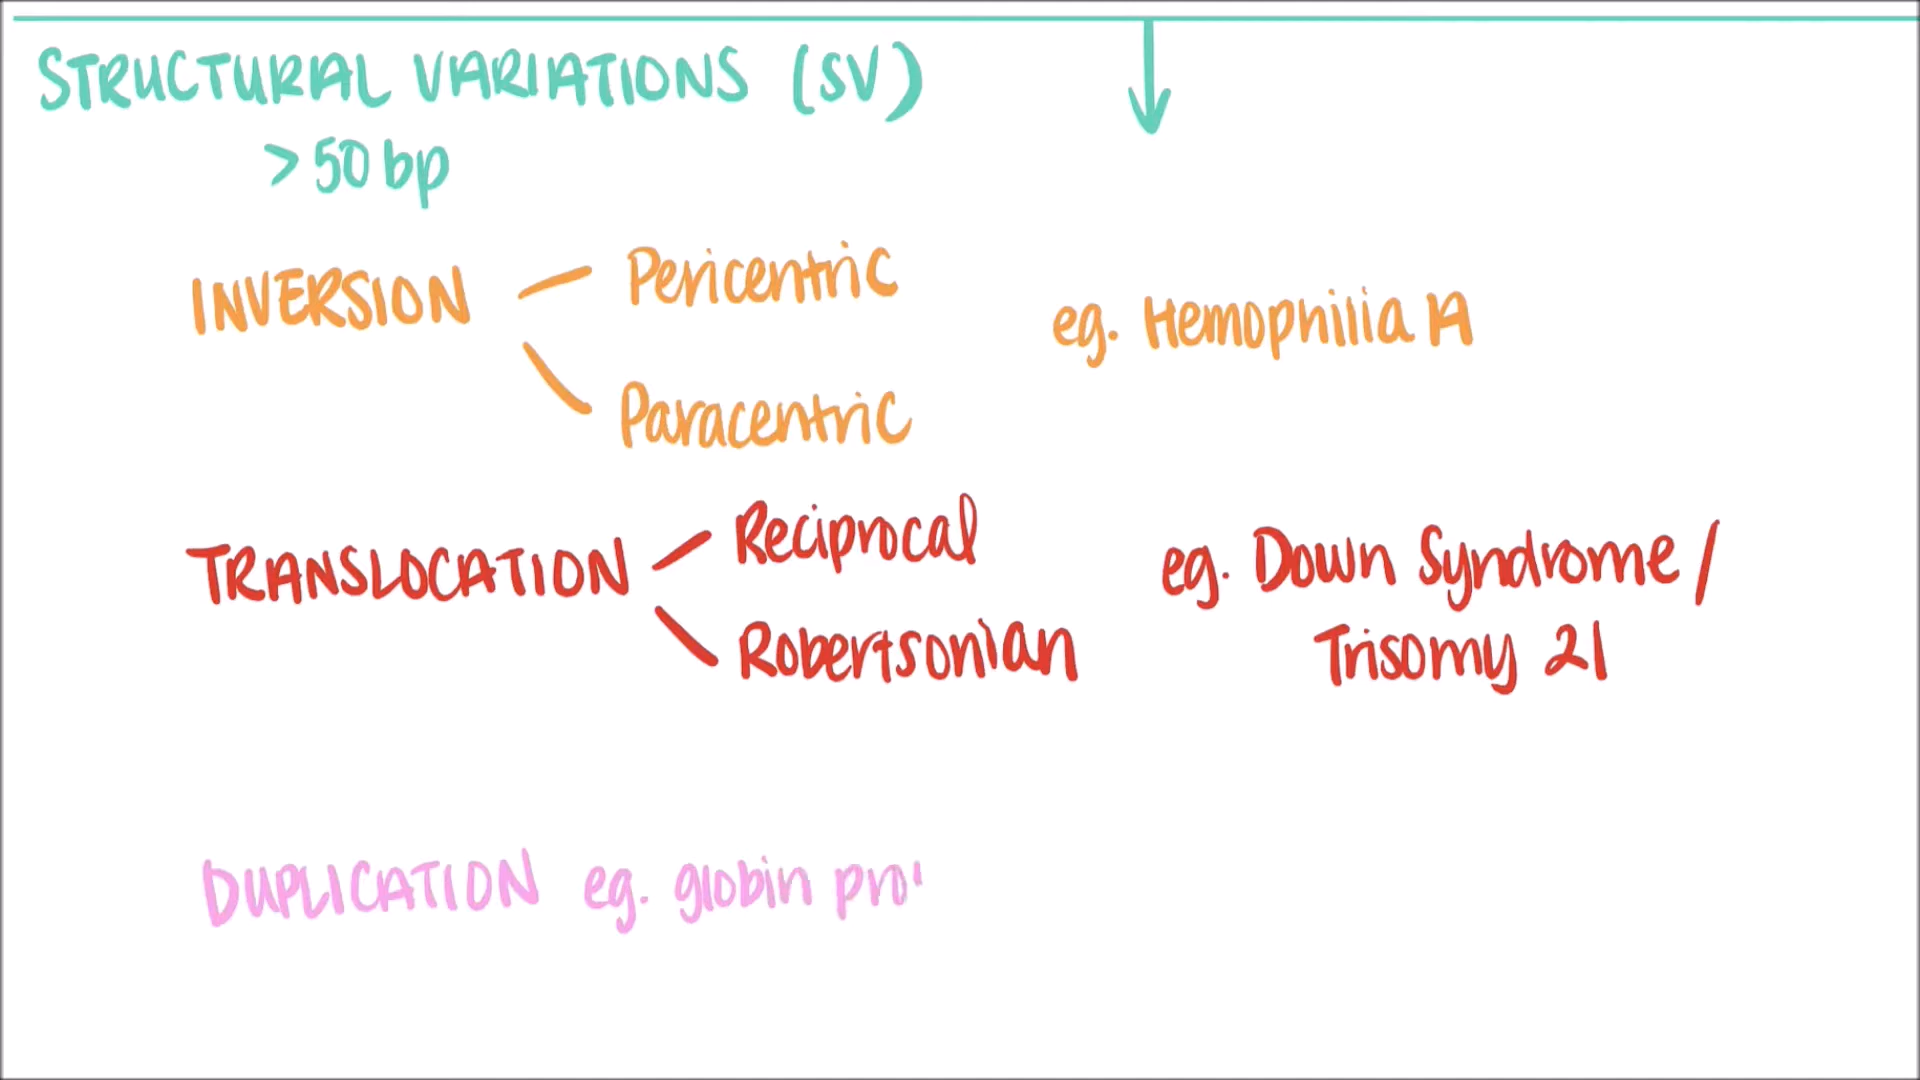 STRUCTURAL VARIATIONS (SV)
> 50 bp
INVERSION
Pericentric
Paracentric
eg. Hemophilia A
TRANSLOCATION
Reciprocal
Robertsonian
eg. Down Syndrome /
Trisomy 21
DUPLICATION eg. globin pro